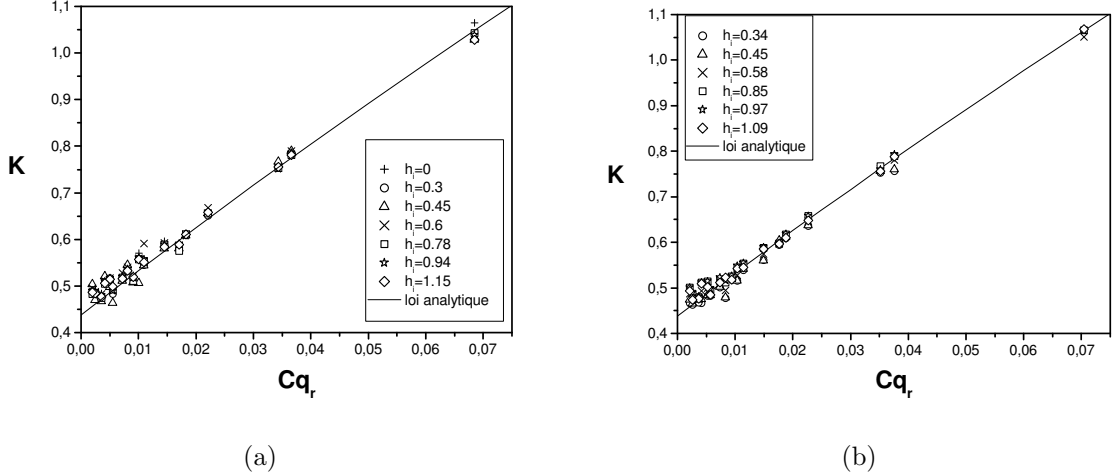 1,1
1,0
0,9
0,8
0,7
0,6
0,5
0,4
K
0,00 0,01 0,02 0,03 0,04 0,05 0,06 0,07
Cq_r
h_i=0
h_i=0.3
h_i=0.45
h_i=0.6
h_i=0.78
h_i=0.94
h_i=1.15
loi analytique
(a)
1,1
1,0
0,9
0,8
0,7
0,6
0,5
0,4
K
0,00 0,01 0,02 0,03 0,04 0,05 0,06 0,07
Cq_r
h_i=0.34
h_i=0.45
h_i=0.58
h_i=0.85
h_i=0.97
h_i=1.09
loi analytique
(b)